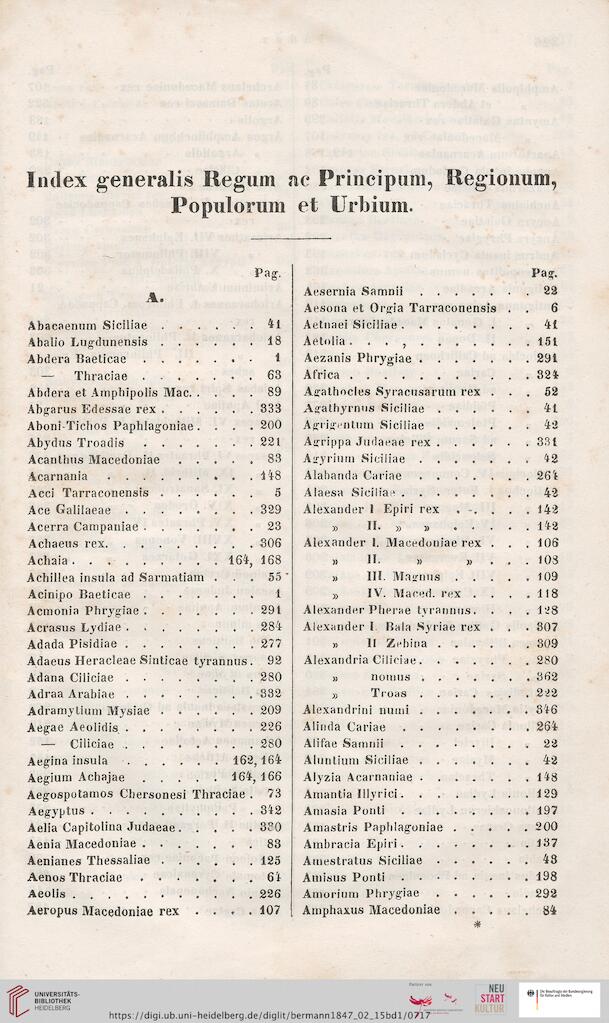 Index generalis Regum ac Principum, Regionum,
Populorum et Urbium.
Pag.
A.
Abacaenum Siciliae . . . . . . 41
Abalio Lugdunensis . . . . . . 18
Abdera Baeticae . . . . . . . 1
— Thraciae . . . . . . . 63
Abdera et Amphipolis Mac. . . . . 89
Abgarus Edessae rex . . . . . . 333
Aboni-Tichos Paphlagoniae . . . . 200
Abydus Troadis . . . . . . . 221
Acanthus Macedoniae . . . . . 83
Acarnania . . . . . . . . . 148
Acci Tarraconensis . . . . . . 5
Ace Galilaeae . . . . . . . . 329
Acerra Campaniae . . . . . . . 23
Achaeus rex. . . . . . . . . 306
Achaia . . . . . . . . . 164, 168
Achillea insula ad Sarmatiam . . . 55
Acinipo Baeticae . . . . . . . 1
Acmonia Phrygiae . . . . . . . 291
Acrasus Lydiae . . . . . . . . 284
Adada Pisidiae . . . . . . . . 277
Adaeus Heracleae Sinticae tyrannus . 92
Adana Ciliciae . . . . . . . . 280
Adraa Arabiae . . . . . . . . 332
Adramytium Mysiae . . . . . . 209
Aegae Aeolidis . . . . . . . . 226
— Ciliciae . . . . . . . . 280
Aegina insula . . . . . . 162, 164
Aegium Achajae . . . . . 164, 166
Aegospotamos Chersonesi Thraciae . 73
Aegyptus . . . . . . . . . 342
Aelia Capitolina Judaeae . . . . . 330
Aenia Macedoniae . . . . . . . 83
Aenianes Thessaliae . . . . . . 125
Aenos Thraciae . . . . . . . 64
Aeolis . . . . . . . . . . 226
Aeropus Macedoniae rex . . . . 107
Pag.
Aesernia Samnii . . . . . . . 22
Aesona et Orgia Tarraconensis . . 6
Aetnaei Siciliae . . . . . . . . 41
Aetolia . . . , . . . . . . . 151
Aezanis Phrygiae . . . . . . . 291
Africa . . . . . . . . . . . 324
Agathocles Syracusarum rex . . . 52
Agathyrnus Siciliae . . . . . . 41
Agrigentum Siciliae . . . . . . 42
Agrippa Judaeae rex . . . . . . 331
Agyrium Siciliae . . . . . . . 42
Alabanda Cariae . . . . . . . 264
Alaesa Siciliae . . . . . . . . 42
Alexander I Epiri rex . . . . . 142
» II. » » . . . . . 142
Alexander I. Macedoniae rex . . . 106
» II. » » . . . 108
» III. Magnus . . . . . 109
» IV. Maced. rex . . . . 118
Alexander Pherae tyrannus . . . . 128
Alexander I. Bala Syriae rex . . . 307
» II Zebina . . . . . . 309
Alexandria Ciliciae . . . . . . . 280
» nomus . . . . . . . 362
» Troas . . . . . . . 222
Alexandrini numi . . . . . . . 346
Alinda Cariae . . . . . . . . 264
Alifae Samnii . . . . . . . . 22
Aluntium Siciliae . . . . . . . 42
Alyzia Acarnaniae . . . . . . . 148
Amantia Illyrici . . . . . . . . 129
Amasia Ponti . . . . . . . . 197
Amastris Paphlagoniae . . . . . 200
Ambracia Epiri . . . . . . . . 137
Amestratus Siciliae . . . . . . 43
Amisus Ponti . . . . . . . . 198
Amorium Phrygiae . . . . . . 292
Amphaxus Macedoniae . . . . . 84
*
UNIVERSITÄTS-
BIBLIOTHEK
HEIDELBERG
https://digi.ub.uni-heidelberg.de/diglit/bermann1847_02_15bd1/0717
Partner von
NEU
START
KULTUR